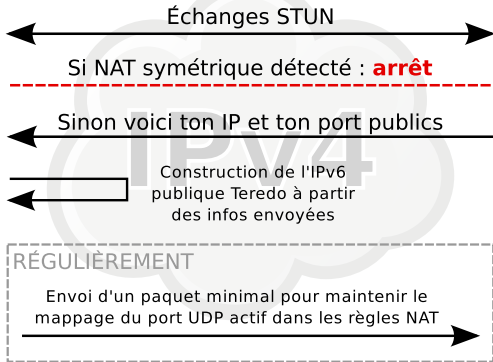 Échanges STUN
Si NAT symétrique détecté : arrêt
Sinon voici ton IP et ton port publics
IPv4
Construction de l'IPv6
publique Teredo à partir
des infos envoyées
RÉGULIÈREMENT
Envoi d'un paquet minimal pour maintenir le
mappage du port UDP actif dans les règles NAT